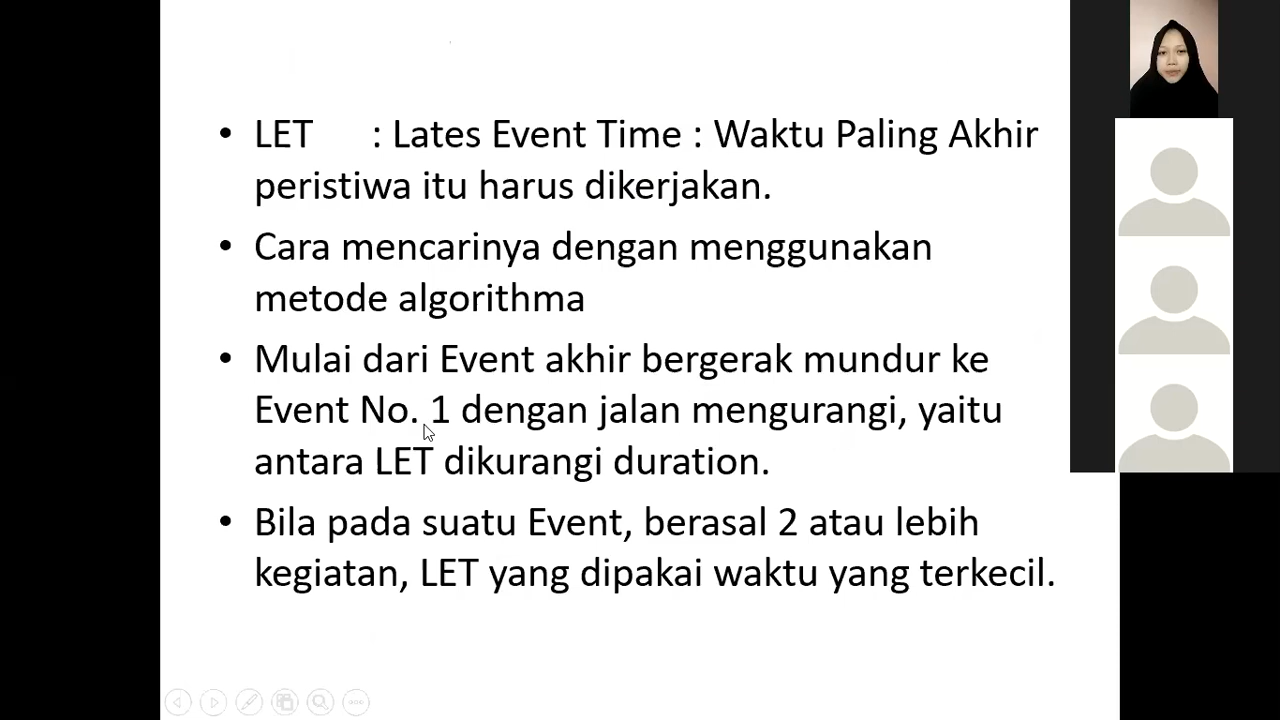 • LET : Lates Event Time : Waktu Paling Akhir
peristiwa itu harus dikerjakan.
• Cara mencarinya dengan menggunakan
metode algorithma
• Mulai dari Event akhir bergerak mundur ke
Event No. 1 dengan jalan mengurangi, yaitu
antara LET dikurangi duration.
• Bila pada suatu Event, berasal 2 atau lebih
kegiatan, LET yang dipakai waktu yang terkecil.